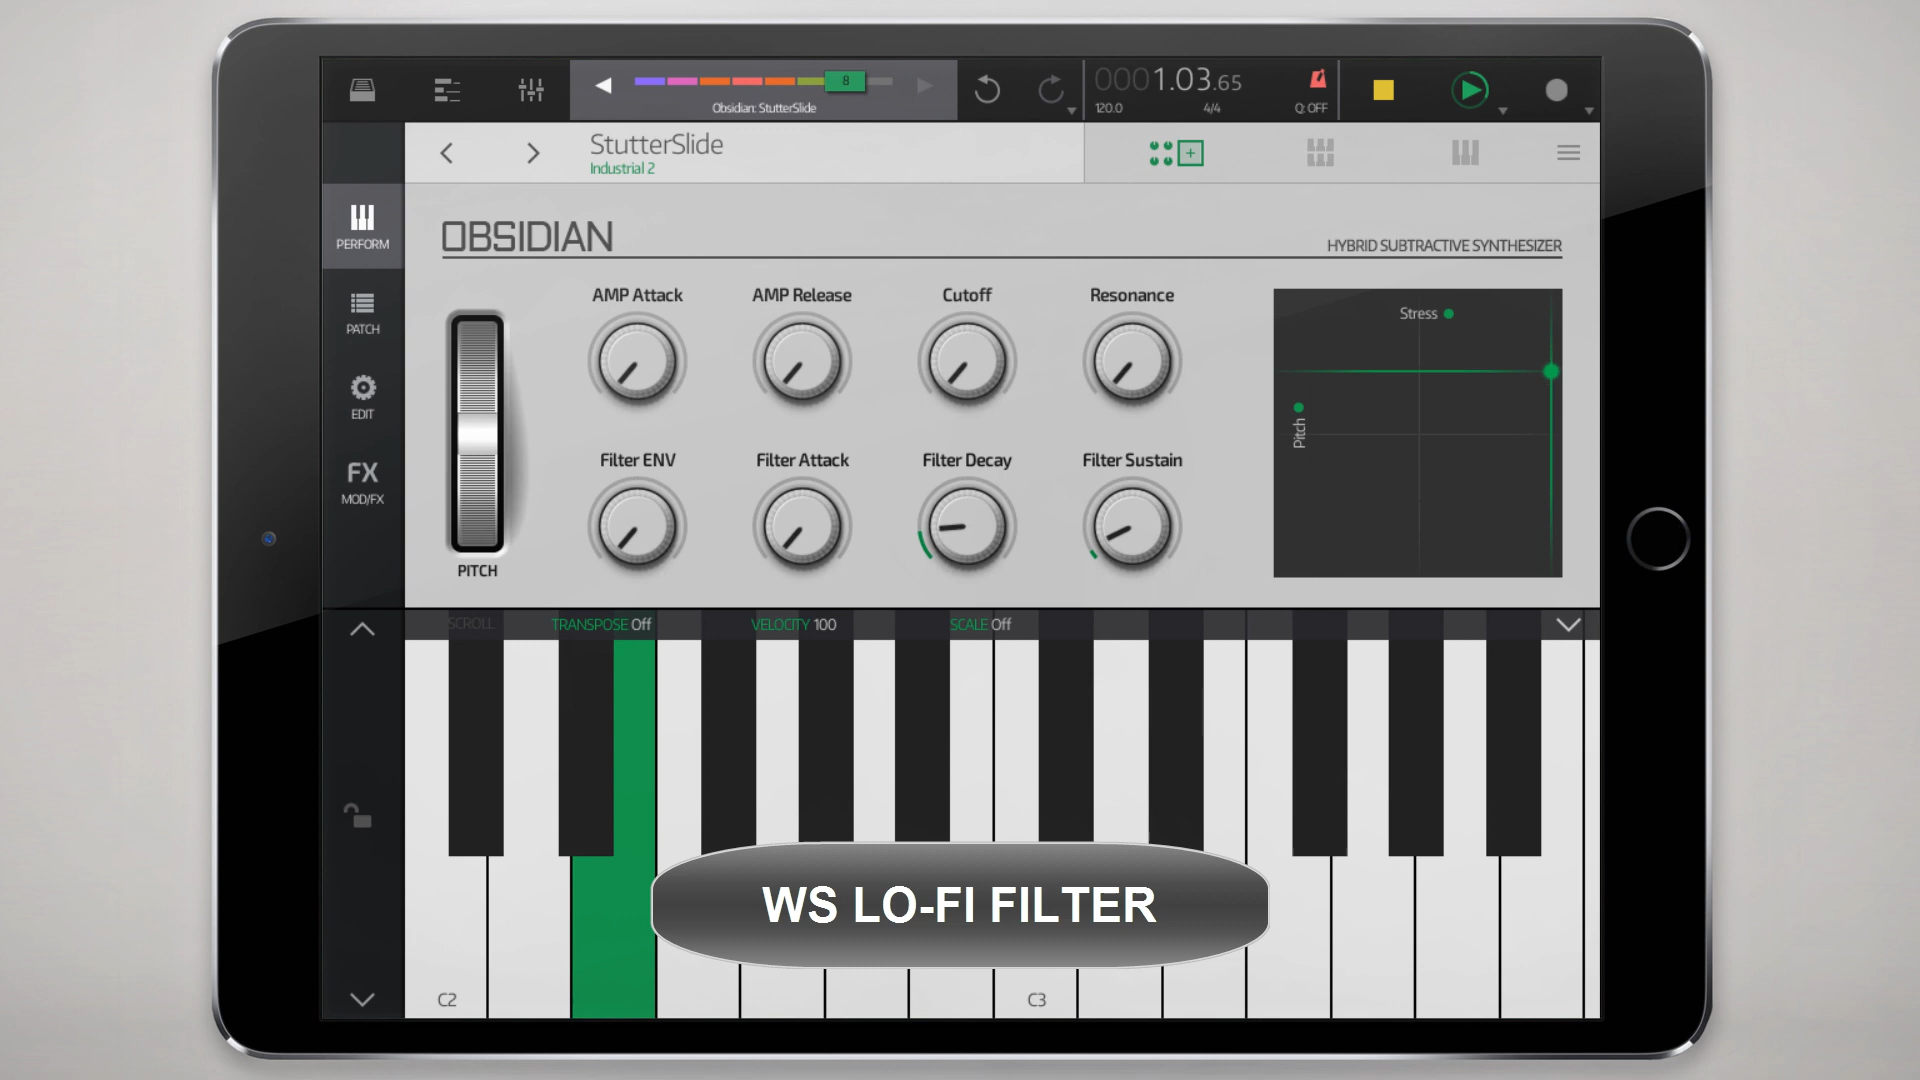 8
Obsidian: StutterSlide
0001.03.65
120.0
4/4
Q: OFF
StutterSlide
Industrial 2
PERFORM
PATCH
EDIT
FX
MOD/FX
OBSIDIAN
HYBRID SUBTRACTIVE SYNTHESIZER
AMP Attack
AMP Release
Cutoff
Resonance
Filter ENV
Filter Attack
Filter Decay
Filter Sustain
PITCH
Stress
Pitch
SCROLL
TRANSPOSE Off
VELOCITY 100
SCALE Off
WS LO-FI FILTER
C2
C3